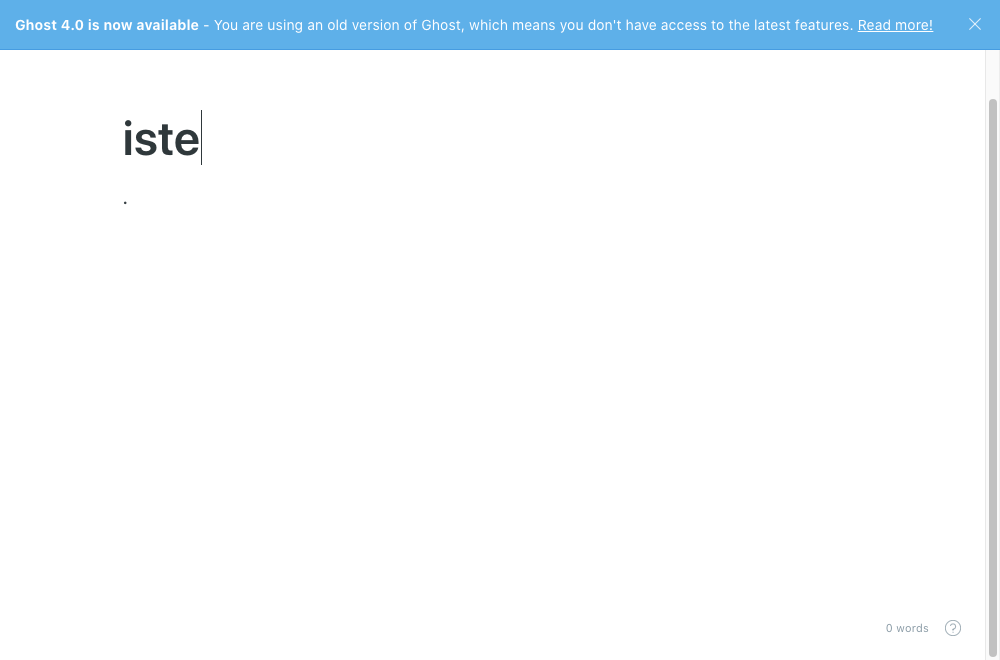 Ghost 4.0 is now available - You are using an old version of Ghost, which means you don't have access to the latest features. Read more!
iste
.
0 words